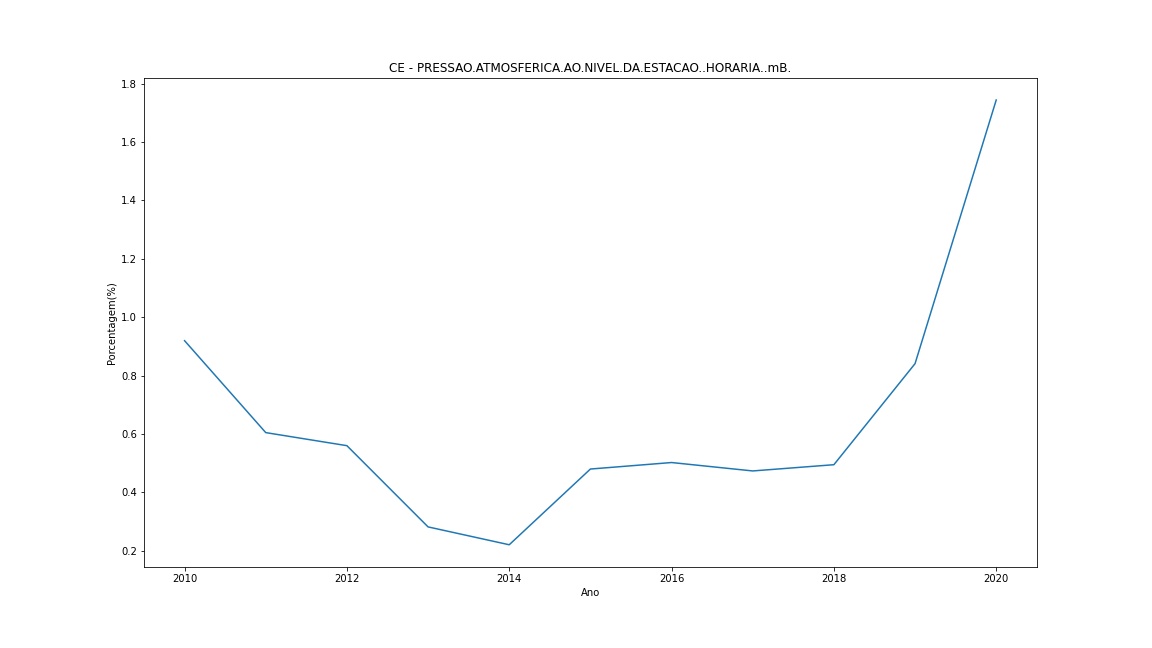 CE - PRESSAO.ATMOSFERICA.AO.NIVEL.DA.ESTACAO..HORARIA..mB.
1.8
1.6
1.4
1.2
1.0
0.8
0.6
0.4
0.2
Porcentagem(%)
2010 2012 2014 2016 2018 2020
Ano